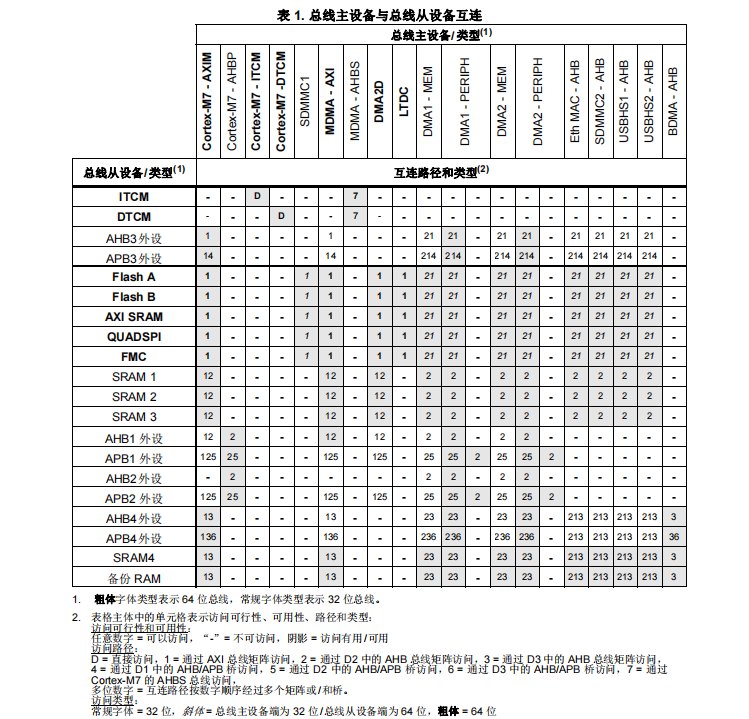 表 1. 总线主设备与总线从设备互连
总线主设备/类型(1)
Cortex-M7 - AXIM
Cortex-M7 - AHBP
Cortex-M7 - ITCM
Cortex-M7 -DTCM
SDMMC1
MDMA - AXI
MDMA - AHBS
DMA2D
LTDC
DMA1 - MEM
DMA1 - PERIPH
DMA2 - MEM
DMA2 - PERIPH
Eth MAC - AHB
SDMMC2 - AHB
USBHS1 - AHB
USBHS2 - AHB
BDMA - AHB
总线从设备/类型(1) 互连路径和类型(2)
ITCM - - D - - - 7 - - - - - - - - - - - - -
DTCM - - - D - - 7 - - - - - - - - - - - - -
AHB3 外设 1 - - - - 1 - - - 21 21 - 21 21 - 21 21 21 21 -
APB3 外设 14 - - - - 14 - - - 214 214 - 214 214 - 214 214 214 214 -
Flash A 1 - - - 1 1 - 1 1 21 21 - 21 21 - 21 21 21 21 -
Flash B 1 - - - 1 1 - 1 1 21 21 - 21 21 - 21 21 21 21 -
AXI SRAM 1 - - - 1 1 - 1 1 21 21 - 21 21 - 21 21 21 21 -
QUADSPI 1 - - - 1 1 - 1 1 21 21 - 21 21 - 21 21 21 21 -
FMC 1 - - - 1 1 - 1 1 21 21 - 21 21 - 21 21 21 21 -
SRAM 1 12 - - - - 12 - 12 - 2 2 - 2 2 - 2 2 2 2 -
SRAM 2 12 - - - - 12 - 12 - 2 2 - 2 2 - 2 2 2 2 -
SRAM 3 12 - - - - 12 - 12 - 2 2 - 2 2 - 2 2 2 2 -
AHB1 外设 12 2 - - - 12 - 12 - 2 2 - 2 2 - - - - - -
APB1 外设 125 25 - - - 125 - 125 - 25 25 2 25 25 2 - - - - -
AHB2 外设 - 2 - - - - - - - 2 2 - 2 2 - - - - - -
APB2 外设 125 25 - - - 125 - 125 - 25 25 2 25 25 2 - - - - -
AHB4 外设 13 - - - - 13 - - - 23 23 - 23 23 - 213 213 213 213 3
APB4 外设 136 - - - - 136 - - - 236 236 - 236 236 - 213 213 213 213 36
SRAM4 13 - - - - 13 - - - 23 23 - 23 23 - 213 213 213 213 3
备份 RAM 13 - - - - 13 - - - 23 23 - 23 23 - 213 213 213 213 3
1. 粗体字体类型表示 64 位总线，常规字体类型表示 32 位总线。
2. 表格主体中的单元格表示访问可行性、可用性、路径和类型：
访问可行性和可用性：
任意数字 = 可以访问，“-”= 不可访问，阴影 = 访问有用/可用
访问路径：
D = 直接访问，1 = 通过 AXI 总线矩阵访问，2 = 通过 D2 中的 AHB 总线矩阵访问，3 = 通过 D3 中的 AHB 总线矩阵访问，
4 = 通过 D1 中的 AHB/APB 桥访问，5 = 通过 D2 中的 AHB/APB 桥访问，6 = 通过 D3 中的 AHB/APB 桥访问，7 = 通过
Cortex-M7 的 AHBS 总线访问，
多位数字 = 互连路径按数字顺序经过多个矩阵或/和桥。
访问类型：
常规字体 = 32 位，斜体 = 总线主设备端为 32 位/总线从设备端为 64 位，粗体 = 64 位